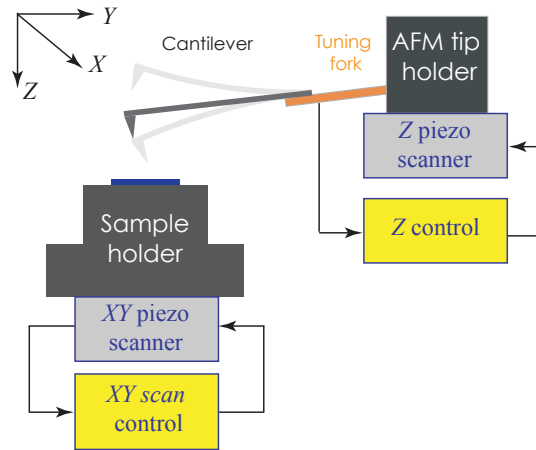 Y
X
Z
Cantilever
Tuning
fork
AFM tip
holder
Z piezo
scanner
Z control
Sample
holder
XY piezo
scanner
XY scan
control